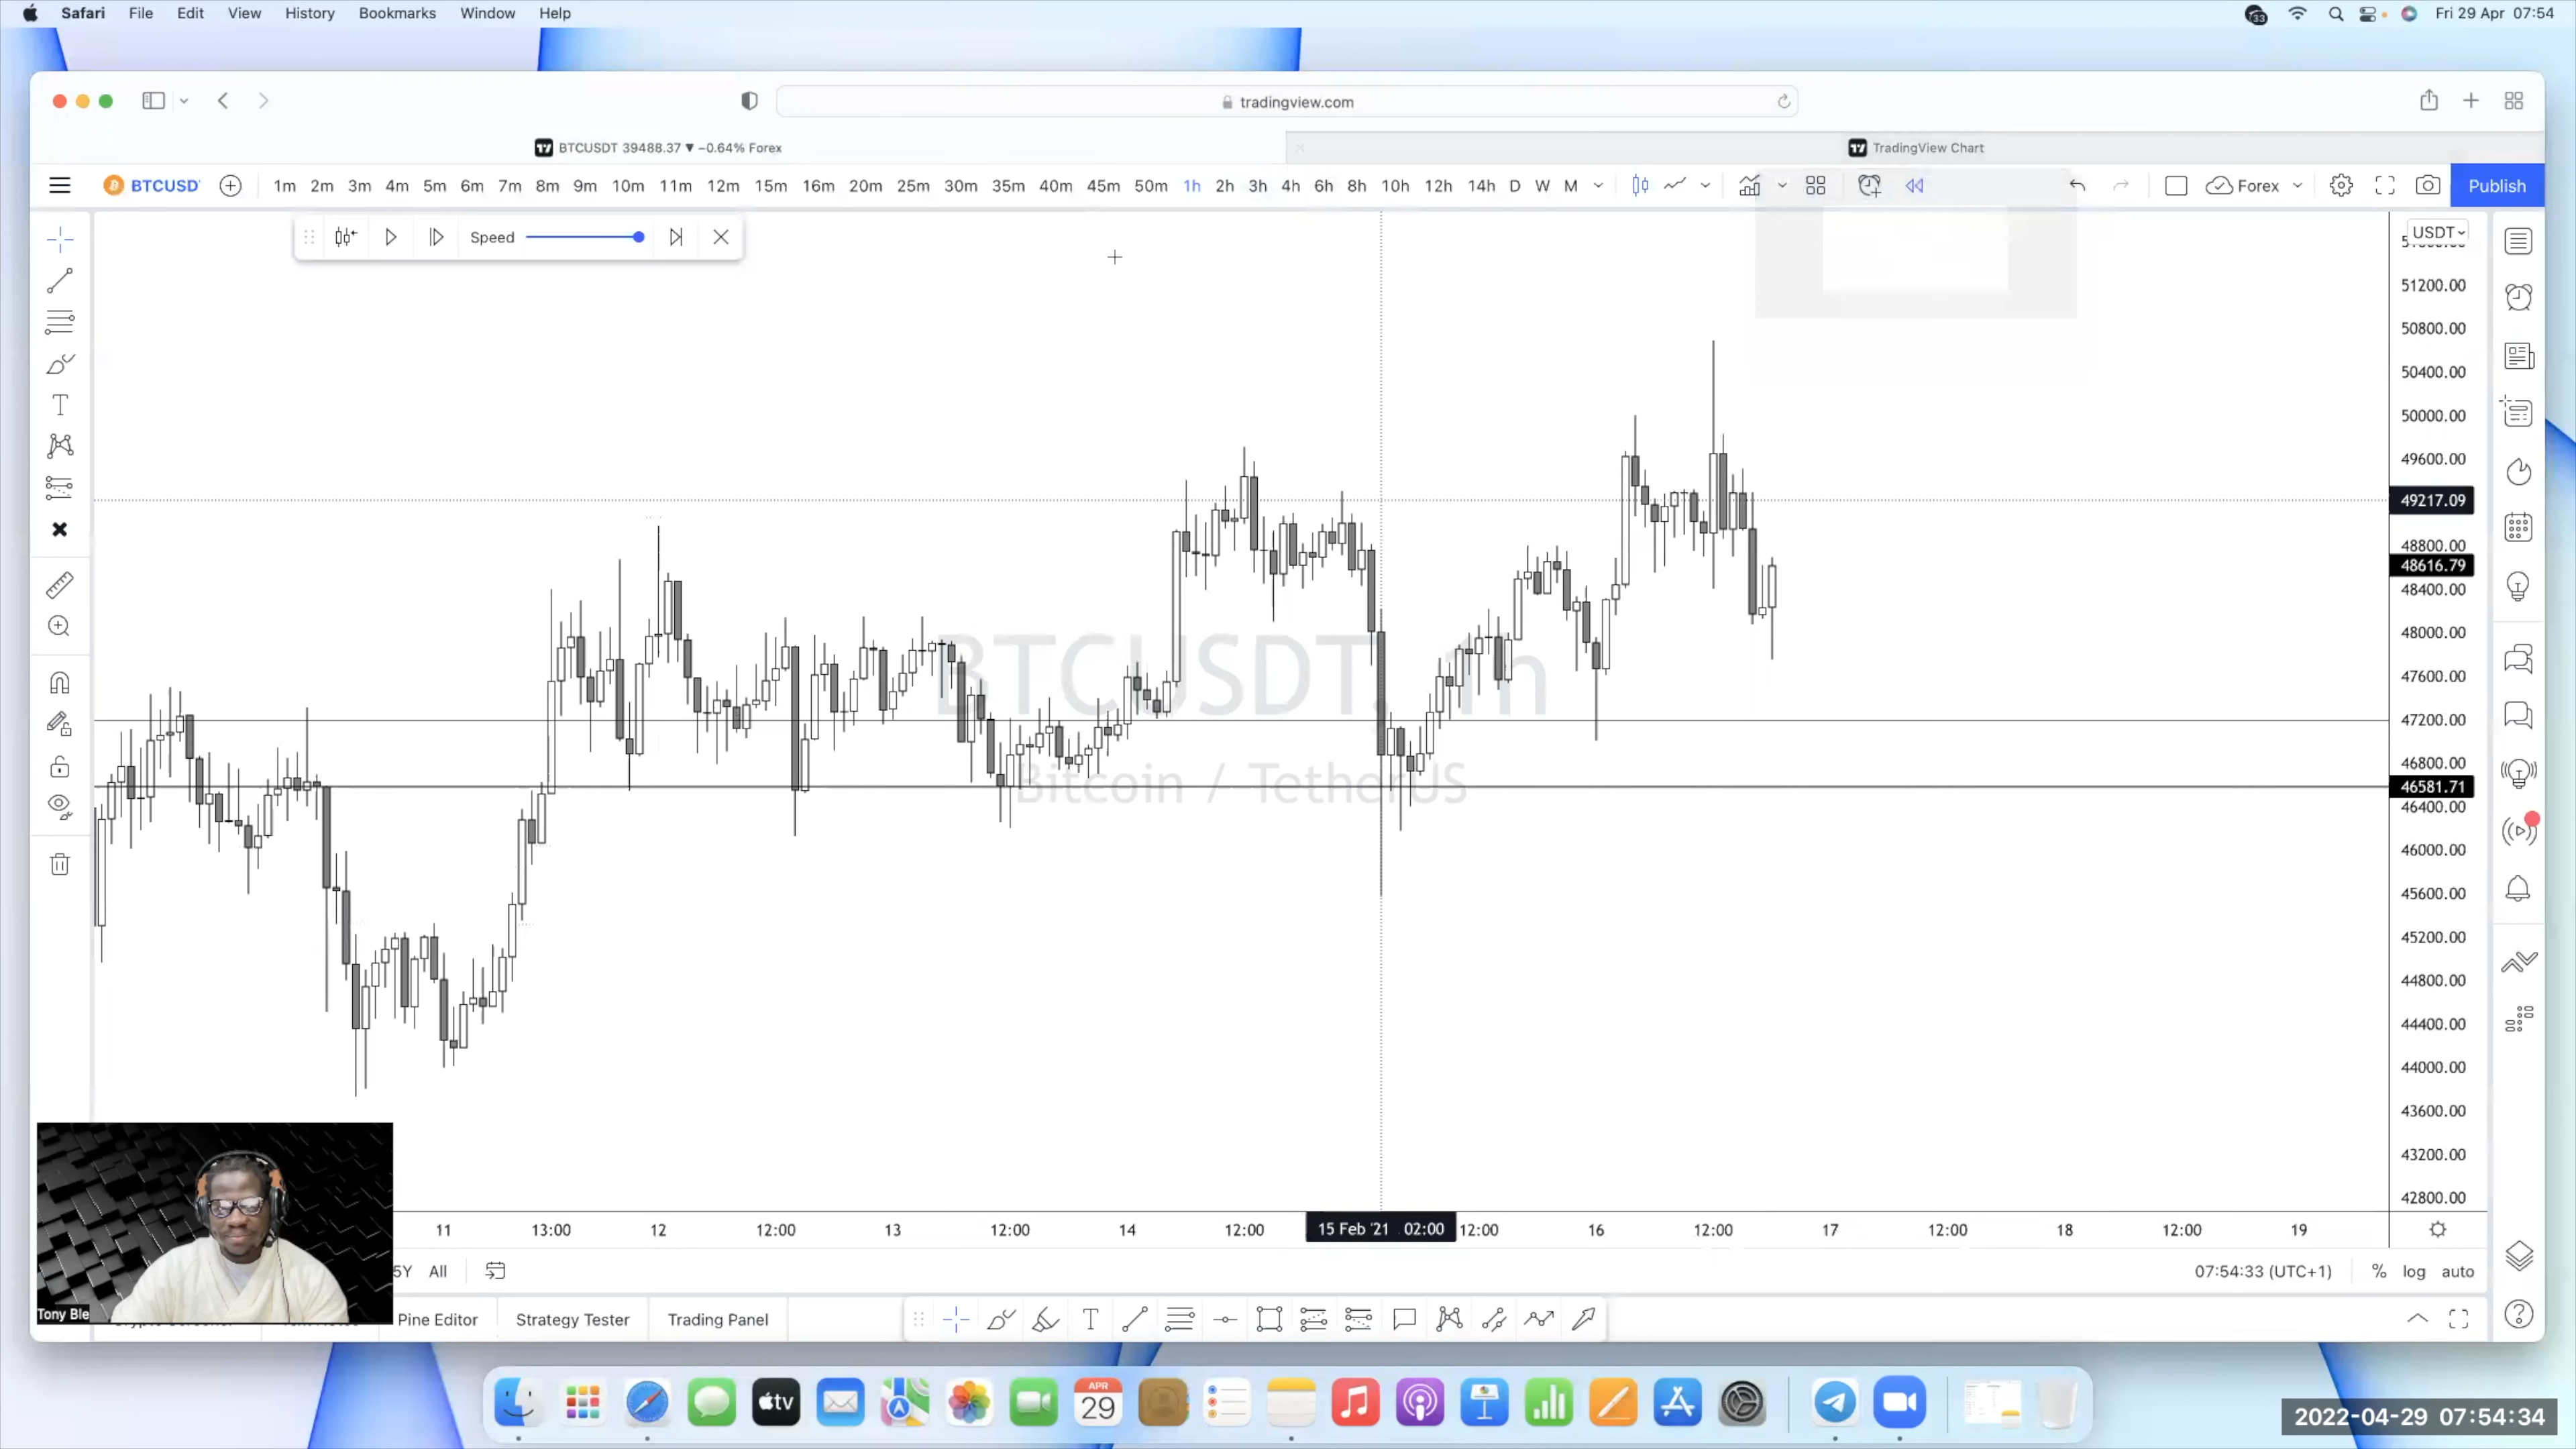 Safari File Edit View History Bookmarks Window Help
33
Fri 29 Apr 07:54
tradingview.com
BTCUSDT 39488.37 ▼ −0.64% Forex
TradingView Chart
BTCUSD 1m 2m 3m 4m 5m 6m 7m 8m 9m 10m 11m 12m 15m 16m 20m 25m 30m 35m 40m 45m 50m 1h 2h 3h 4h 6h 8h 10h 12h 14h D W M Forex Publish
Speed
USDT
51200.00
50800.00
50400.00
50000.00
49600.00
49217.09
48800.00
48616.79
48400.00
48000.00
47600.00
BTCUSDT, 1h
47200.00
46800.00
Bitcoin / TetherUS
46581.71
46400.00
46000.00
45600.00
45200.00
44800.00
44400.00
44000.00
43600.00
43200.00
42800.00
11 13:00 12 12:00 13 12:00 14 12:00 15 Feb '21 02:00 12:00 16 12:00 17 12:00 18 12:00 19
5Y All
07:54:33 (UTC+1) % log auto
Tony Ble
Pine Editor Strategy Tester Trading Panel
tv
APR
29
2022-04-29 07:54:34